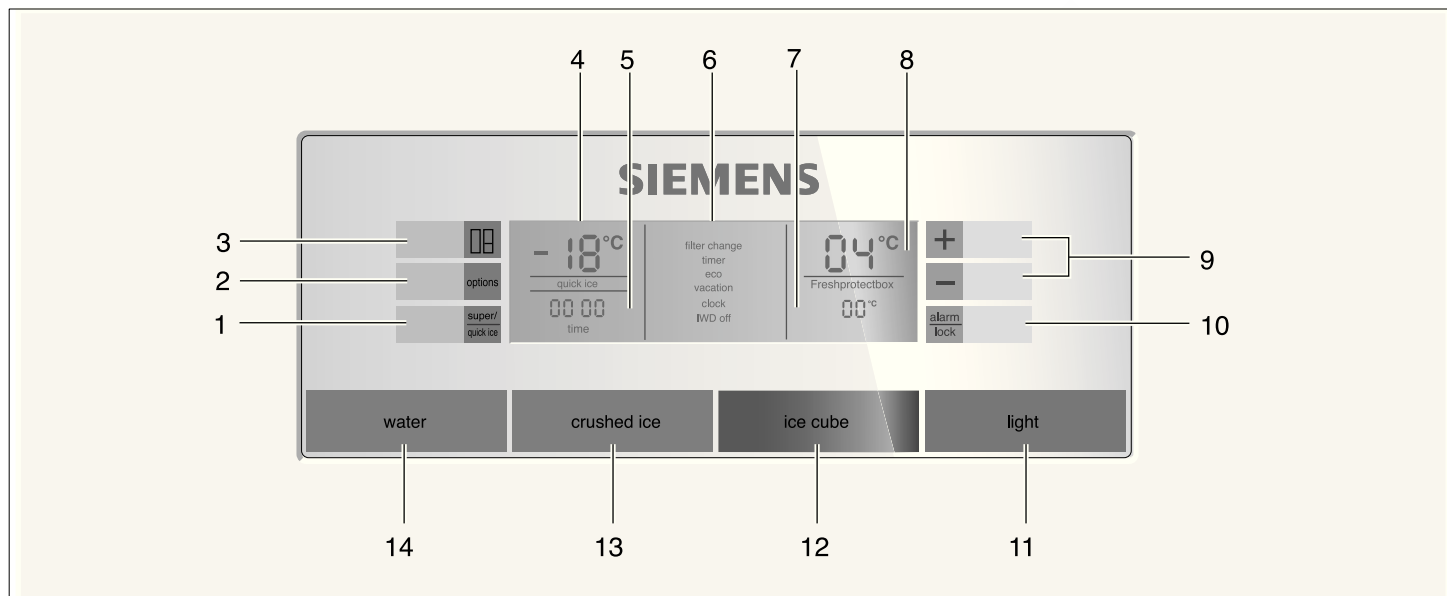 4 5 6 7 8
SIEMENS
3
2 options
1 super/
quick ice
-18°C
quick ice
00 00
time
filter change
timer
eco
vacation
clock
IWD off
04°C
Freshprotectbox
00°C
+
−
9
alarm
lock
10
water crushed ice ice cube light
14 13 12 11